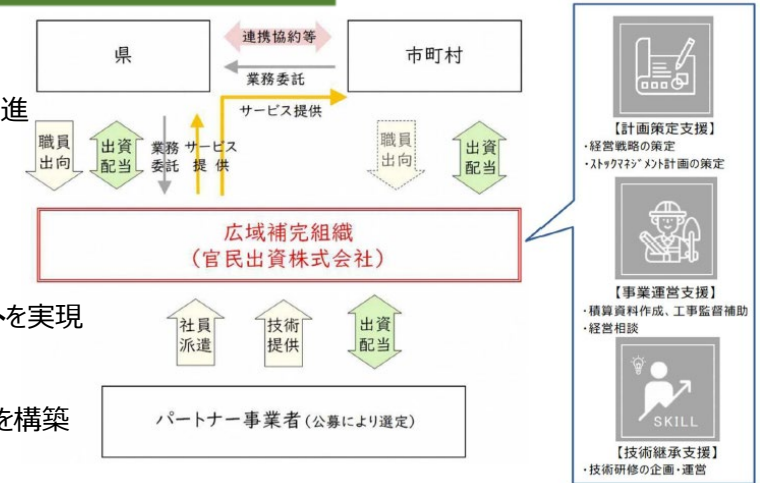 県
連携協約等
市町村
業務委託
サービス提供
進
職員
出向
出資
配当
業務
委託
サービス
提供
職員
出向
出資
配当
広域補完組織
（官民出資株式会社）
を実現
社員
派遣
技術
提供
出資
配当
を構築
パートナー事業者(公募により選定)
【計画策定支援】
・経営戦略の策定
・ｽﾄｯｸﾏﾈｼﾞﾒﾝﾄ計画の策定
【事業運営支援】
・積算資料作成、工事監督補助
・経営相談
SKILL
【技術継承支援】
・技術研修の企画・運営